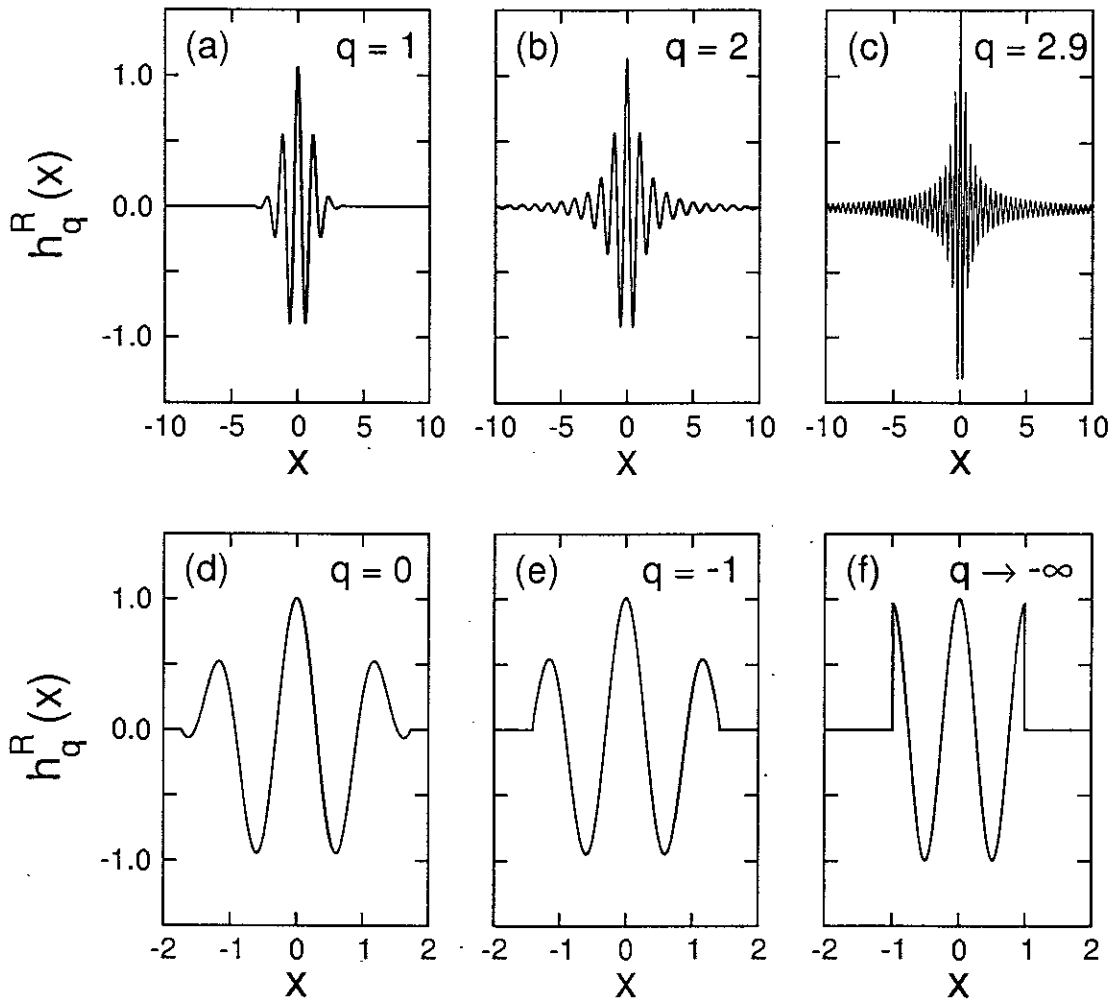 (a) q = 1
(b) q = 2
(c) q = 2.9
h_q^R (x)
1.0
0.0
-1.0
-10 -5 0 5 10
-10 -5 0 5 10
-10 -5 0 5 10
X
X
X
(d) q = 0
(e) q = -1
(f) q → -∞
h_q^R (x)
1.0
0.0
-1.0
-2 -1 0 1 2
-2 -1 0 1 2
-2 -1 0 1 2
X
X
X